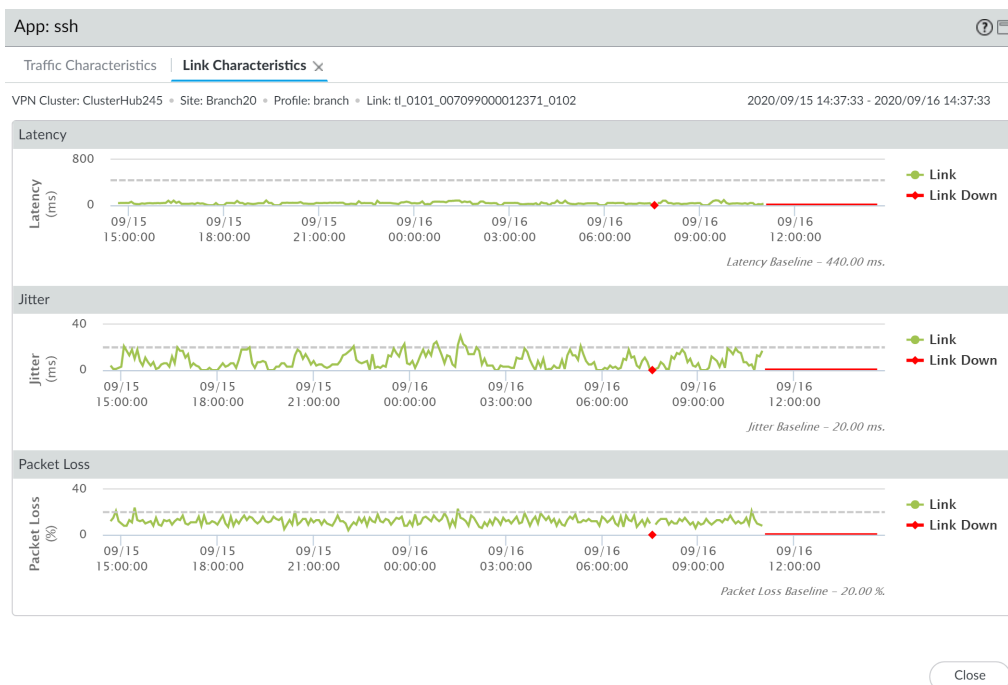 App: ssh
Traffic Characteristics Link Characteristics
VPN Cluster: ClusterHub245 • Site: Branch20 • Profile: branch • Link: tl_0101_007099000012371_0102 2020/09/15 14:37:33 - 2020/09/16 14:37:33
Latency
800
0
Latency
(ms)
09/15 09/15 09/15 09/16 09/16 09/16 09/16 09/16
15:00:00 18:00:00 21:00:00 00:00:00 03:00:00 06:00:00 09:00:00 12:00:00
Link
Link Down
Latency Baseline – 440.00 ms.
Jitter
40
0
Jitter
(ms)
09/15 09/15 09/15 09/16 09/16 09/16 09/16 09/16
15:00:00 18:00:00 21:00:00 00:00:00 03:00:00 06:00:00 09:00:00 12:00:00
Link
Link Down
Jitter Baseline – 20.00 ms.
Packet Loss
40
0
Packet Loss
(%)
09/15 09/15 09/15 09/16 09/16 09/16 09/16 09/16
15:00:00 18:00:00 21:00:00 00:00:00 03:00:00 06:00:00 09:00:00 12:00:00
Link
Link Down
Packet Loss Baseline – 20.00 %.
Close